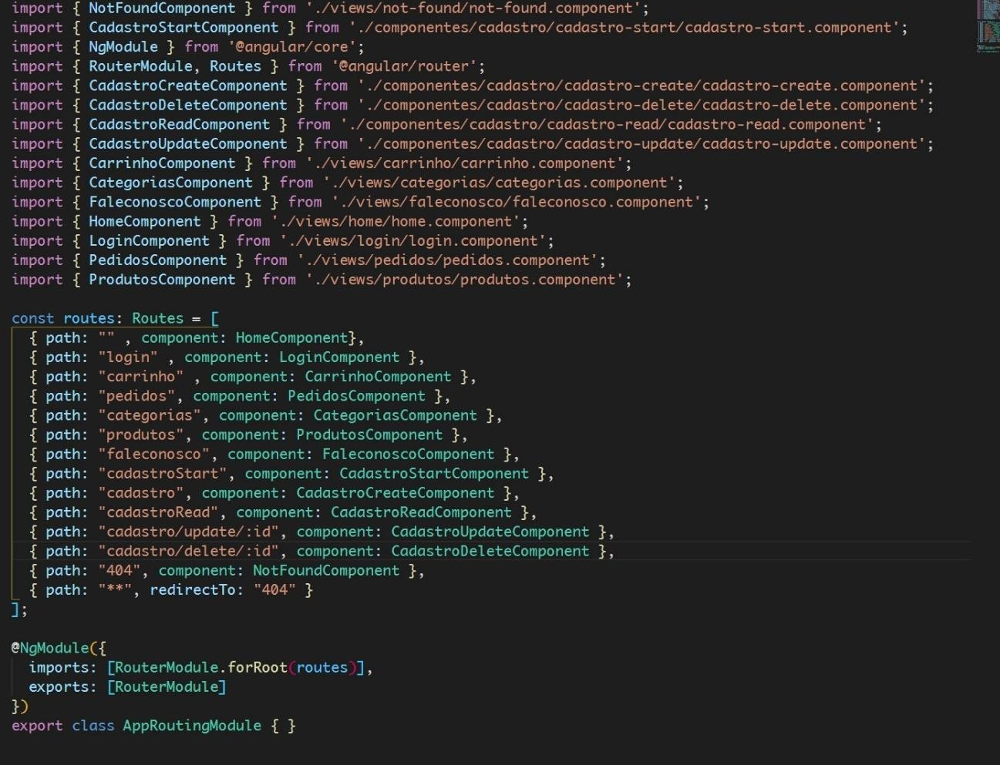 import { NotFoundComponent } from './views/not-found/not-found.component';
import { CadastroStartComponent } from './componentes/cadastro/cadastro-start/cadastro-start.component';
import { NgModule } from '@angular/core';
import { RouterModule, Routes } from '@angular/router';
import { CadastroCreateComponent } from './componentes/cadastro/cadastro-create/cadastro-create.component';
import { CadastroDeleteComponent } from './componentes/cadastro/cadastro-delete/cadastro-delete.component';
import { CadastroReadComponent } from './componentes/cadastro/cadastro-read/cadastro-read.component';
import { CadastroUpdateComponent } from './componentes/cadastro/cadastro-update/cadastro-update.component';
import { CarrinhoComponent } from './views/carrinho/carrinho.component';
import { CategoriasComponent } from './views/categorias/categorias.component';
import { FaleconoscoComponent } from './views/faleconosco/faleconosco.component';
import { HomeComponent } from './views/home/home.component';
import { LoginComponent } from './views/login/login.component';
import { PedidosComponent } from './views/pedidos/pedidos.component';
import { ProdutosComponent } from './views/produtos/produtos.component';

const routes: Routes = [
  { path: "" , component: HomeComponent},
  { path: "login" , component: LoginComponent },
  { path: "carrinho" , component: CarrinhoComponent },
  { path: "pedidos", component: PedidosComponent },
  { path: "categorias", component: CategoriasComponent },
  { path: "produtos", component: ProdutosComponent },
  { path: "faleconosco", component: FaleconoscoComponent },
  { path: "cadastroStart", component: CadastroStartComponent },
  { path: "cadastro", component: CadastroCreateComponent },
  { path: "cadastroRead", component: CadastroReadComponent },
  { path: "cadastro/update/:id", component: CadastroUpdateComponent },
  { path: "cadastro/delete/:id", component: CadastroDeleteComponent },
  { path: "404", component: NotFoundComponent },
  { path: "**", redirectTo: "404" }
];

@NgModule({
  imports: [RouterModule.forRoot(routes)],
  exports: [RouterModule]
})
export class AppRoutingModule { }